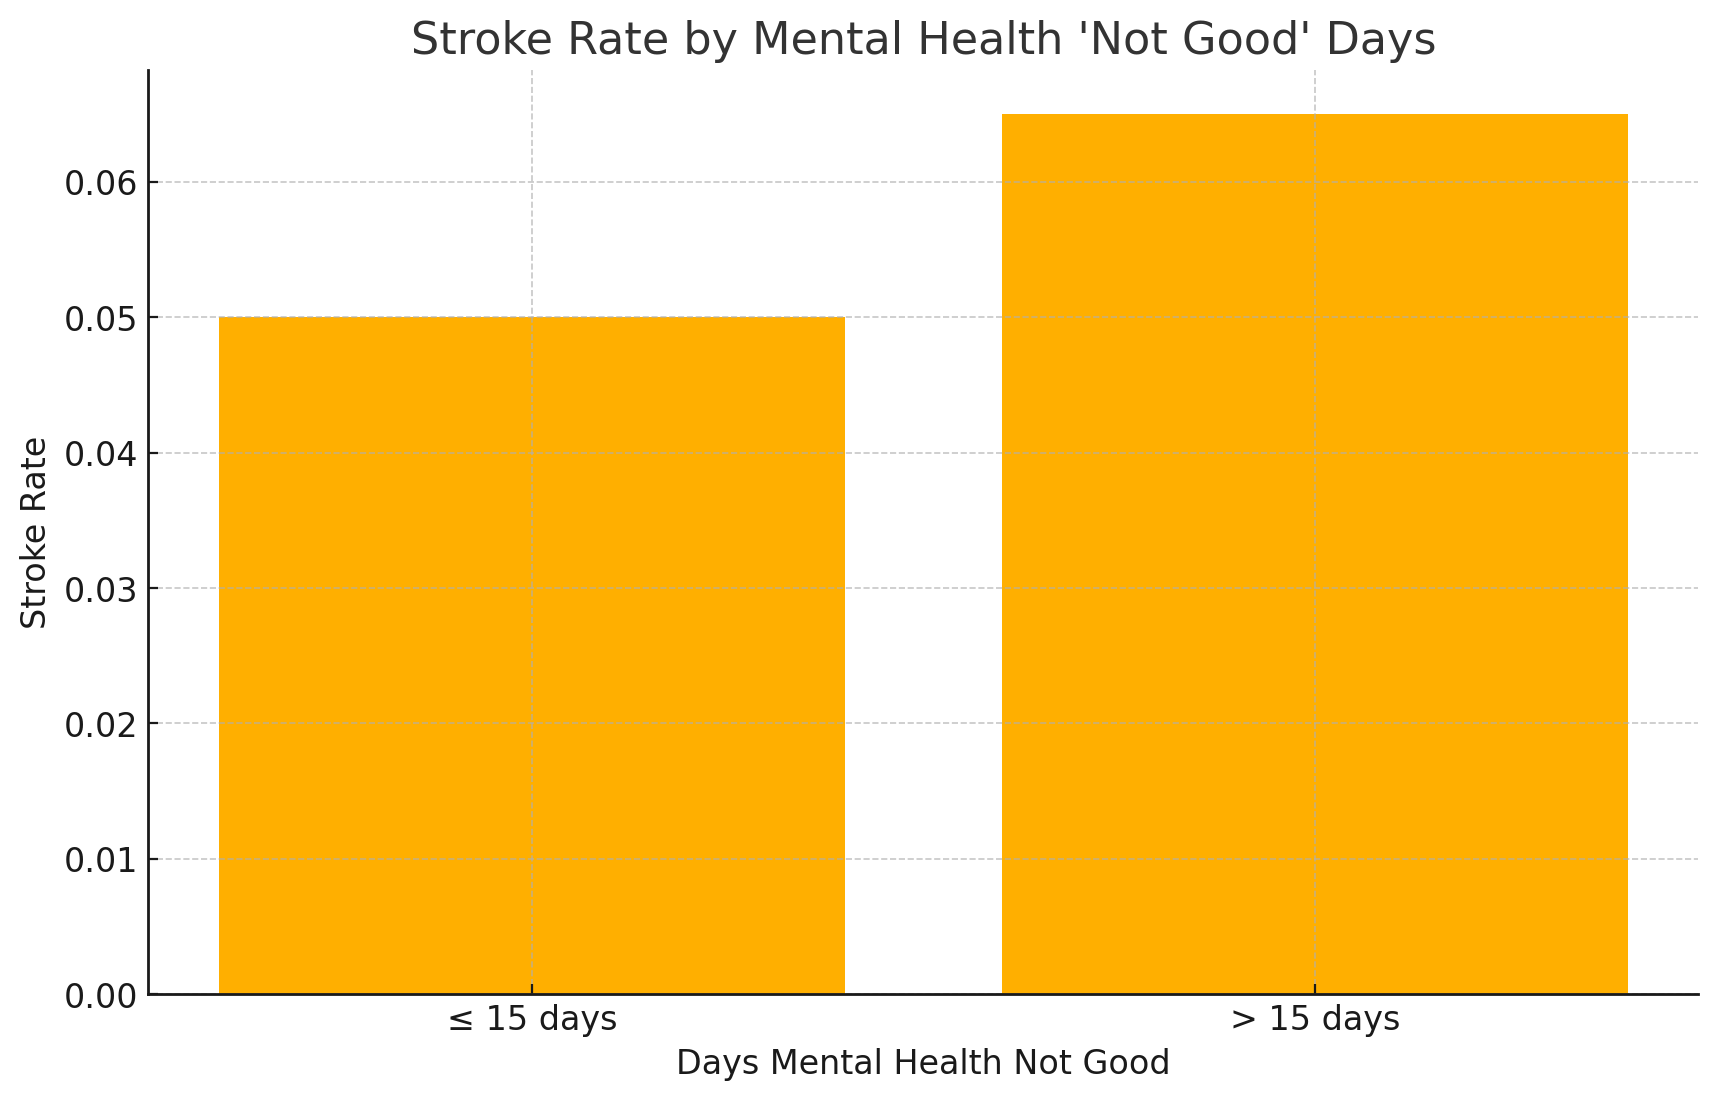 Stroke Rate by Mental Health 'Not Good' Days
Stroke Rate
0.06
0.05
0.04
0.03
0.02
0.01
0.00
≤ 15 days
> 15 days
Days Mental Health Not Good